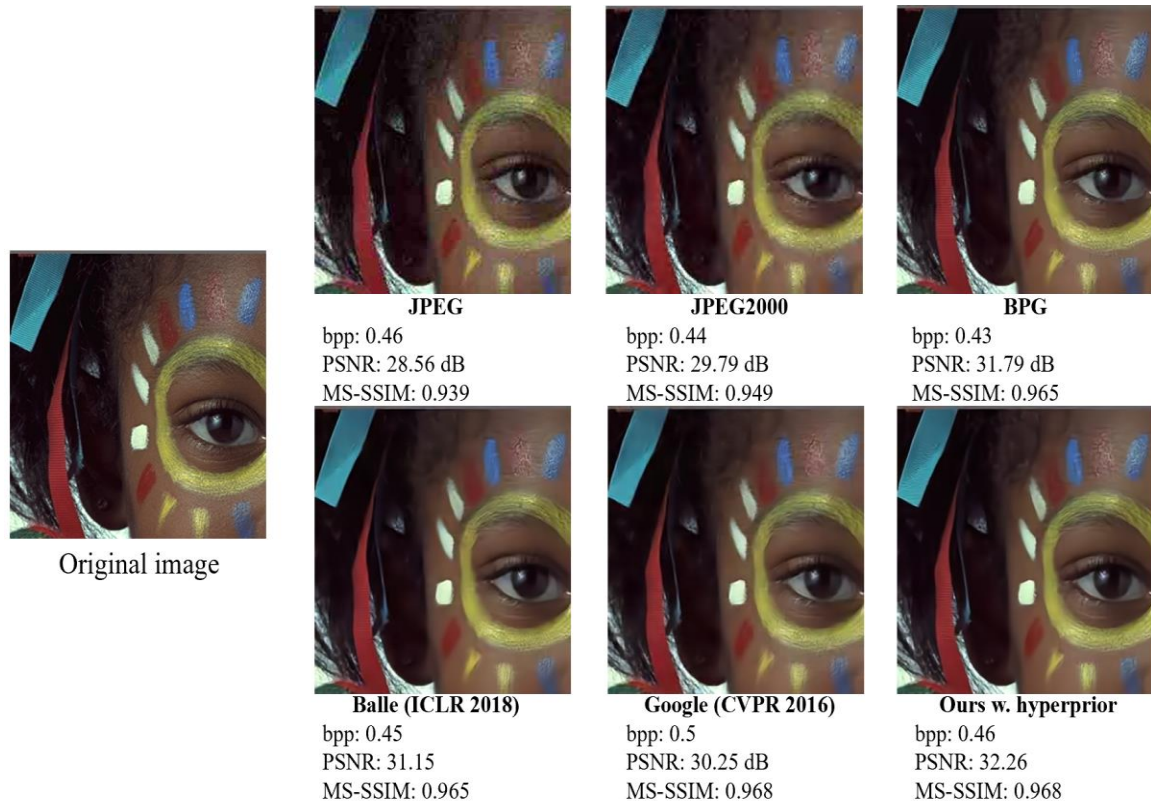 Original image
JPEG
bpp: 0.46
PSNR: 28.56 dB
MS-SSIM: 0.939
JPEG2000
bpp: 0.44
PSNR: 29.79 dB
MS-SSIM: 0.949
BPG
bpp: 0.43
PSNR: 31.79 dB
MS-SSIM: 0.965
Balle (ICLR 2018)
bpp: 0.45
PSNR: 31.15
MS-SSIM: 0.965
Google (CVPR 2016)
bpp: 0.5
PSNR: 30.25 dB
MS-SSIM: 0.968
Ours w. hyperprior
bpp: 0.46
PSNR: 32.26
MS-SSIM: 0.968